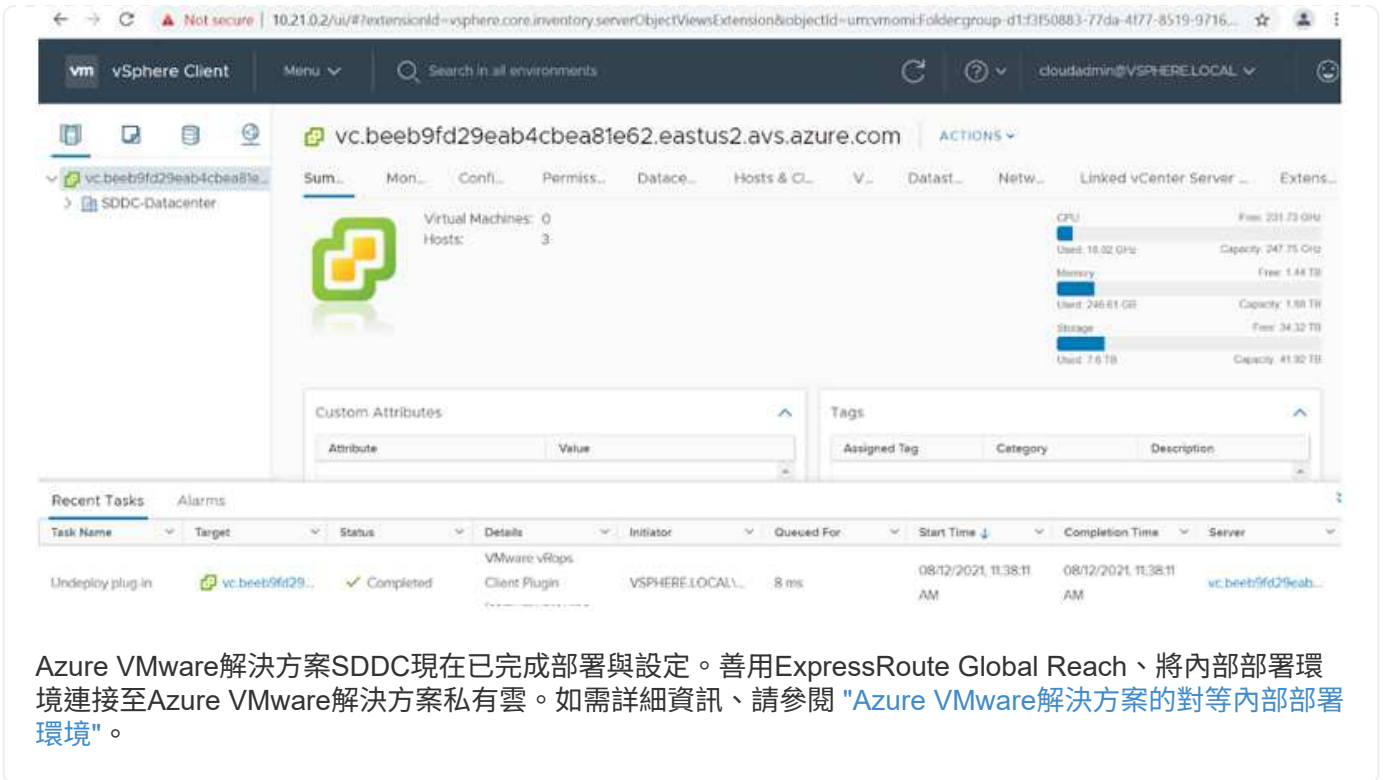 Not secure | 10.21.0.2/ui/#?extensionId=vsphere.core.inventory.serverObjectViewsExtension&objectId=urn:vmomi:Folder:group-d1:f3f50883-77da-4f77-8519-9716...
vm vSphere Client Menu Search in all environments cloudadmin@VSPHERE.LOCAL
vc.beeb9fd29eab4cbea81e62.eastus2.avs.azure.com ACTIONS
vc.beeb9fd29eab4cbea81e...
SDDC-Datacenter
Sum... Mon... Confi... Permiss... Datace... Hosts & Cl... V... Datast... Netw... Linked vCenter Server ... Extens...
Virtual Machines: 0
Hosts: 3
CPU Free: 231.73 GHz
Used: 16.02 GHz Capacity: 247.75 GHz
Memory Free: 1.44 TB
Used: 246.61 GB Capacity: 1.68 TB
Storage Free: 34.32 TB
Used: 7.6 TB Capacity: 41.92 TB
Custom Attributes
Attribute Value
Tags
Assigned Tag Category Description
Recent Tasks Alarms
Task Name Target Status Details Initiator Queued For Start Time Completion Time Server
Undeploy plug-in vc.beeb9fd29... Completed VMware vRops Client Plugin VSPHERE.LOCAL\... 8 ms 08/12/2021, 11:38:11 AM 08/12/2021, 11:38:11 AM vc.beeb9fd29eab...
Azure VMware解決方案SDDC現在已完成部署與設定。善用ExpressRoute Global Reach、將內部部署環
境連接至Azure VMware解決方案私有雲。如需詳細資訊、請參閱 "Azure VMware解決方案的對等內部部署
環境"。